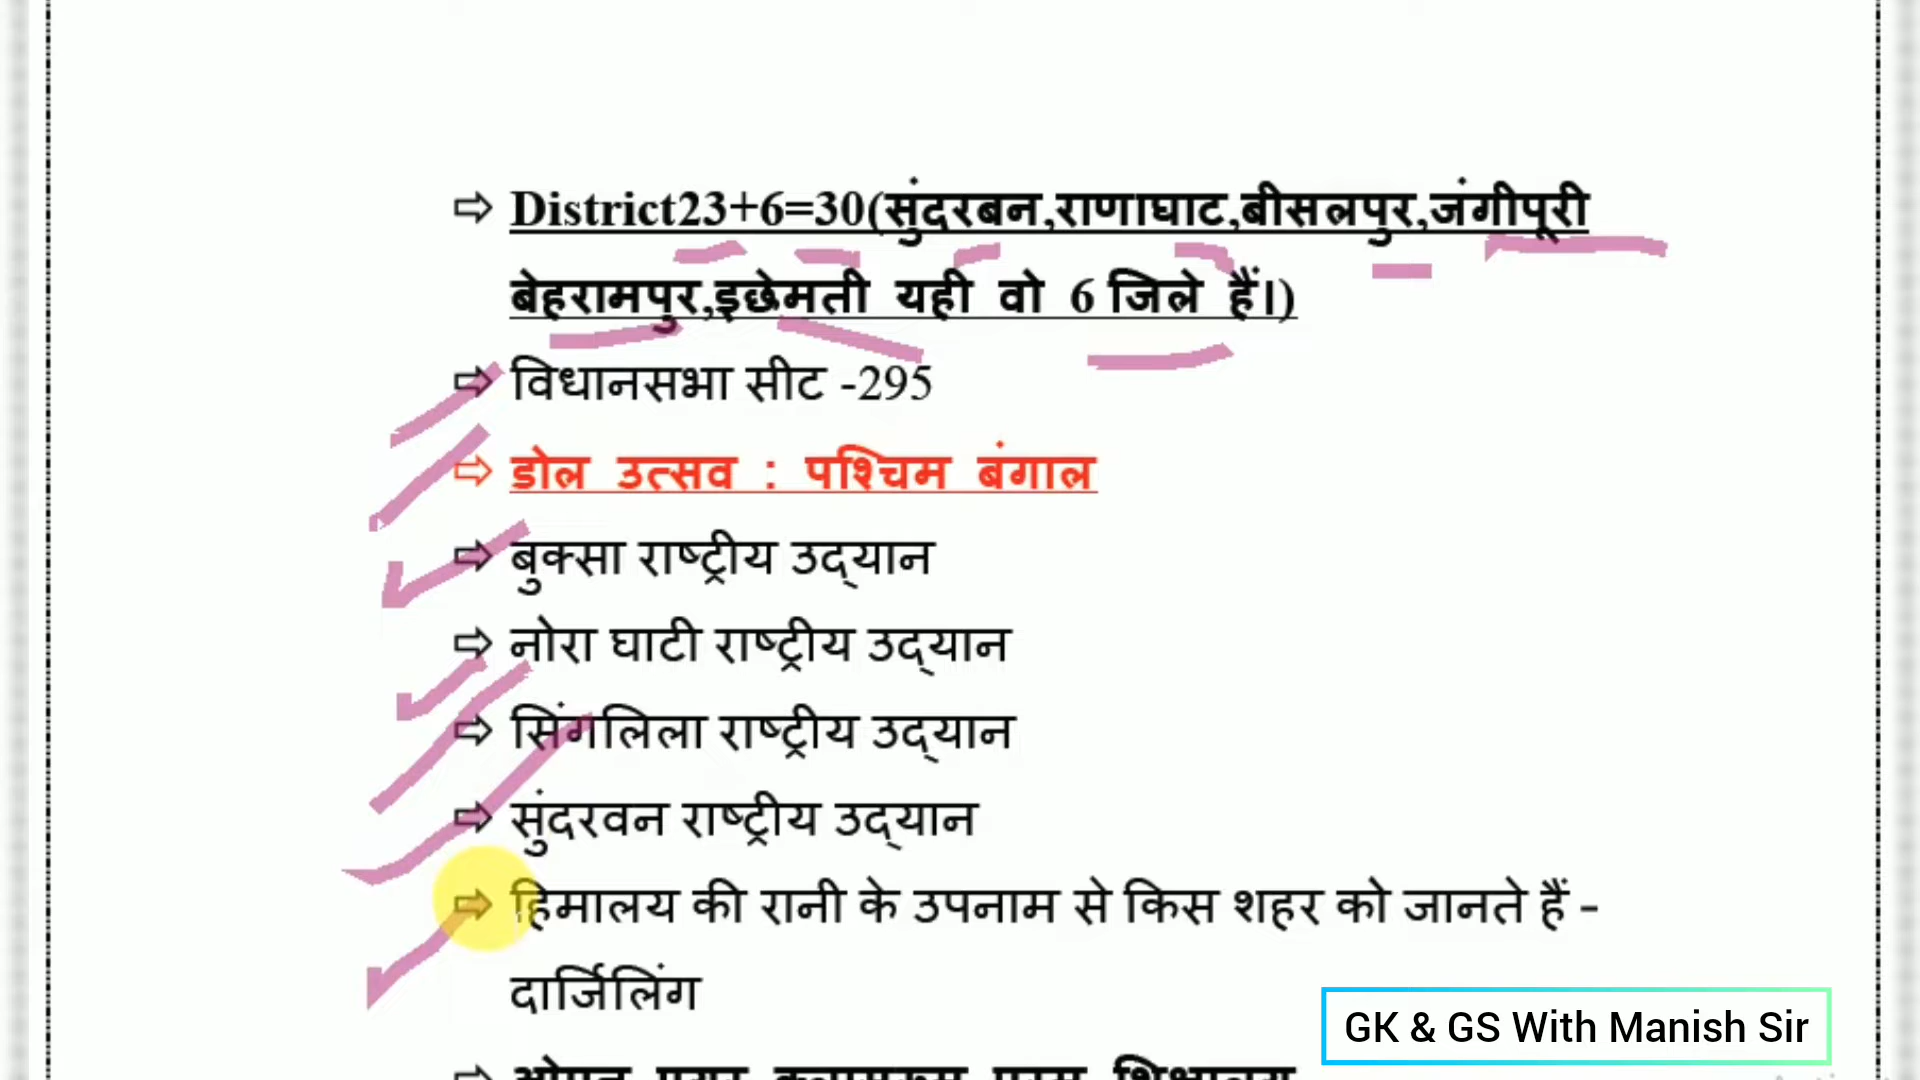 ⇨ District23+6=30(सुंदरबन,राणाघाट,बीसलपुर,जंगीपूरी
बेहरामपुर,इछेमती यही वो 6 जिले हैं।)
⇨ विधानसभा सीट -295
⇨ डोल उत्सव : पश्चिम बंगाल
⇨ बुक्सा राष्ट्रीय उद्यान
⇨ नोरा घाटी राष्ट्रीय उद्यान
⇨ सिंगलिला राष्ट्रीय उद्यान
⇨ सुंदरवन राष्ट्रीय उद्यान
⇨ हिमालय की रानी के उपनाम से किस शहर को जानते हैं -
दार्जिलिंग
GK & GS With Manish Sir